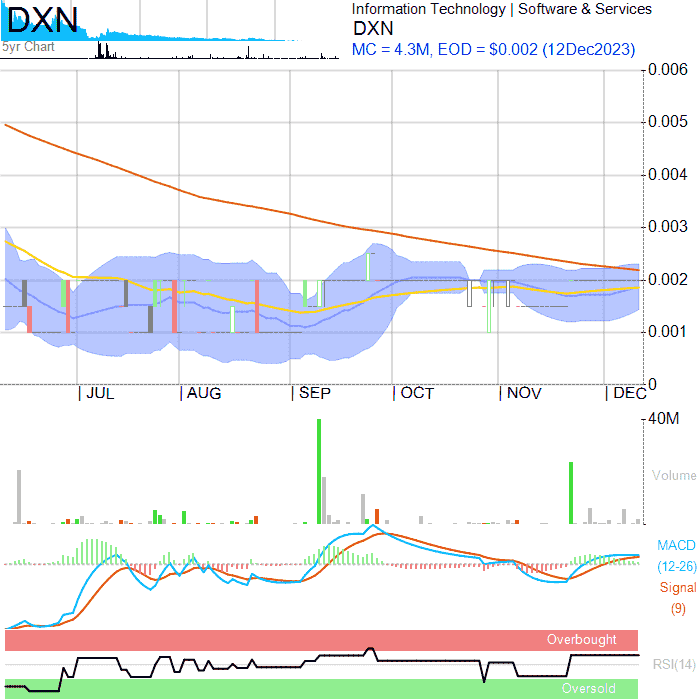 DXN
5yr Chart
Information Technology | Software & Services
DXN
MC = 4.3M, EOD = $0.002 (12Dec2023)
0.006
0.005
0.004
0.003
0.002
0.001
0
JUL AUG SEP OCT NOV DEC
40M
Volume
MACD
(12-26)
Signal
(9)
Overbought
RSI(14)
Oversold